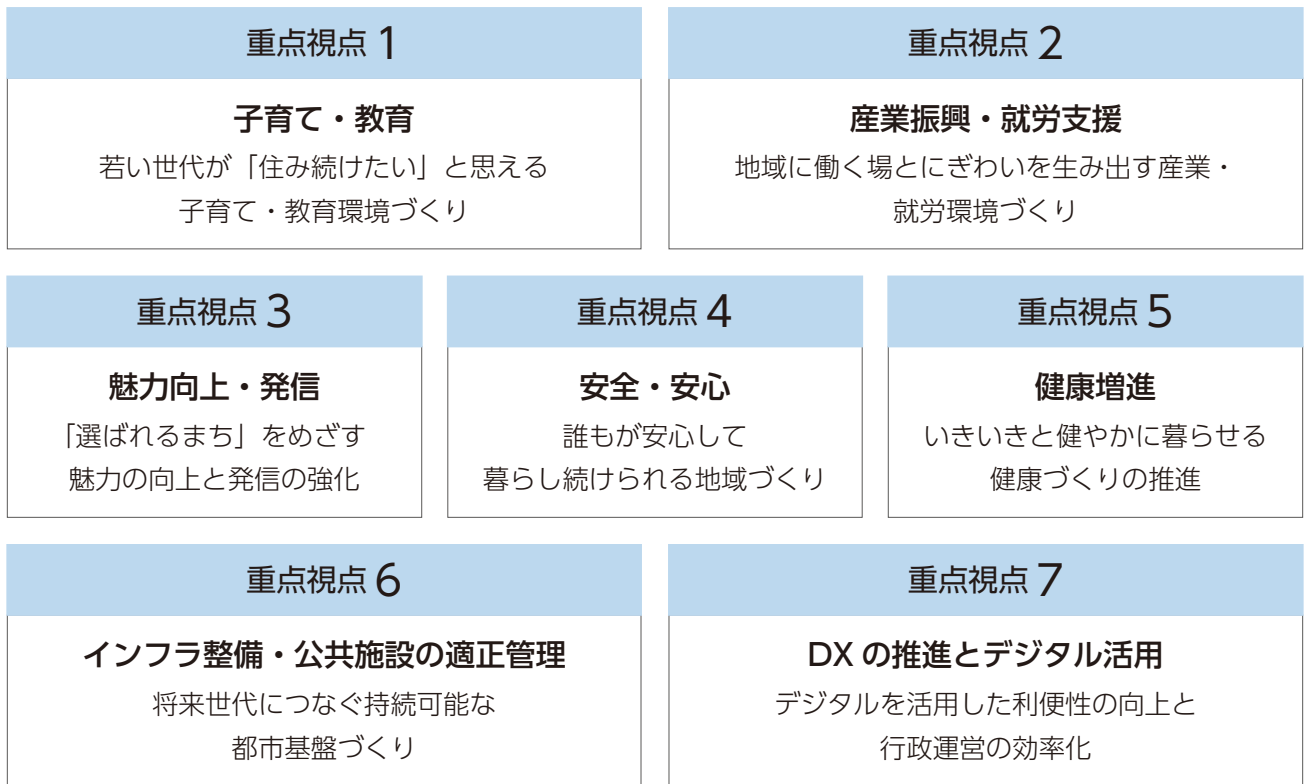 重点視点 1
子育て・教育
若い世代が「住み続けたい」と思える
子育て・教育環境づくり
重点視点 2
産業振興・就労支援
地域に働く場とにぎわいを生み出す産業・
就労環境づくり
重点視点 3
魅力向上・発信
「選ばれるまち」をめざす
魅力の向上と発信の強化
重点視点 4
安全・安心
誰もが安心して
暮らし続けられる地域づくり
重点視点 5
健康増進
いきいきと健やかに暮らせる
健康づくりの推進
重点視点 6
インフラ整備・公共施設の適正管理
将来世代につなぐ持続可能な
都市基盤づくり
重点視点 7
DX の推進とデジタル活用
デジタルを活用した利便性の向上と
行政運営の効率化